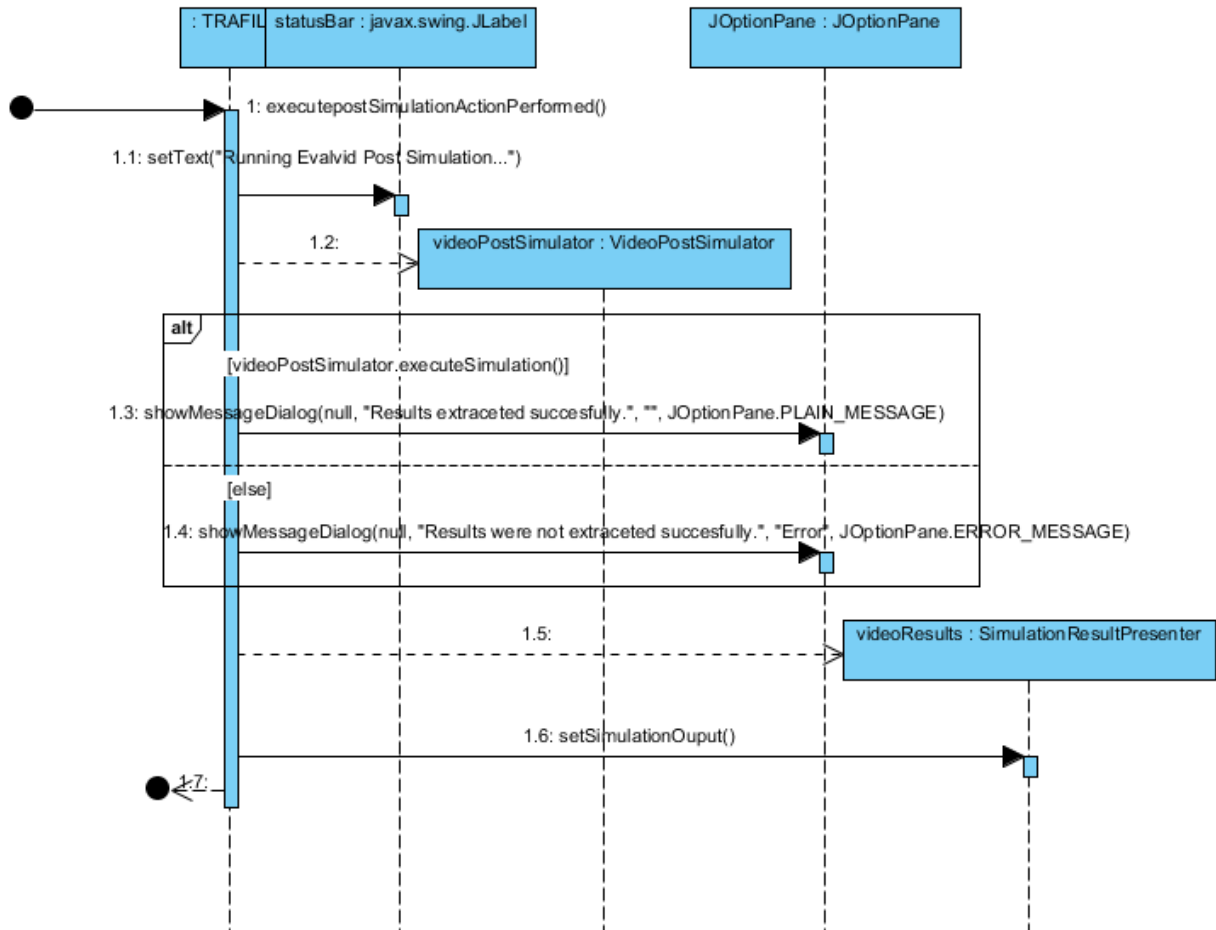 : TRAFIL
statusBar : javax.swing.JLabel
JOptionPane : JOptionPane
1: executepostSimulationActionPerformed()
1.1: setText("Running Evalvid Post Simulation...")
1.2:
videoPostSimulator : VideoPostSimulator
alt
[videoPostSimulator.executeSimulation()]
1.3: showMessageDialog(null, "Results extraceted succesfully.", "", JOptionPane.PLAIN_MESSAGE)
[else]
1.4: showMessageDialog(null, "Results were not extraceted succesfully.", "Error", JOptionPane.ERROR_MESSAGE)
1.5:
videoResults : SimulationResultPresenter
1.6: setSimulationOuput()
1.7: